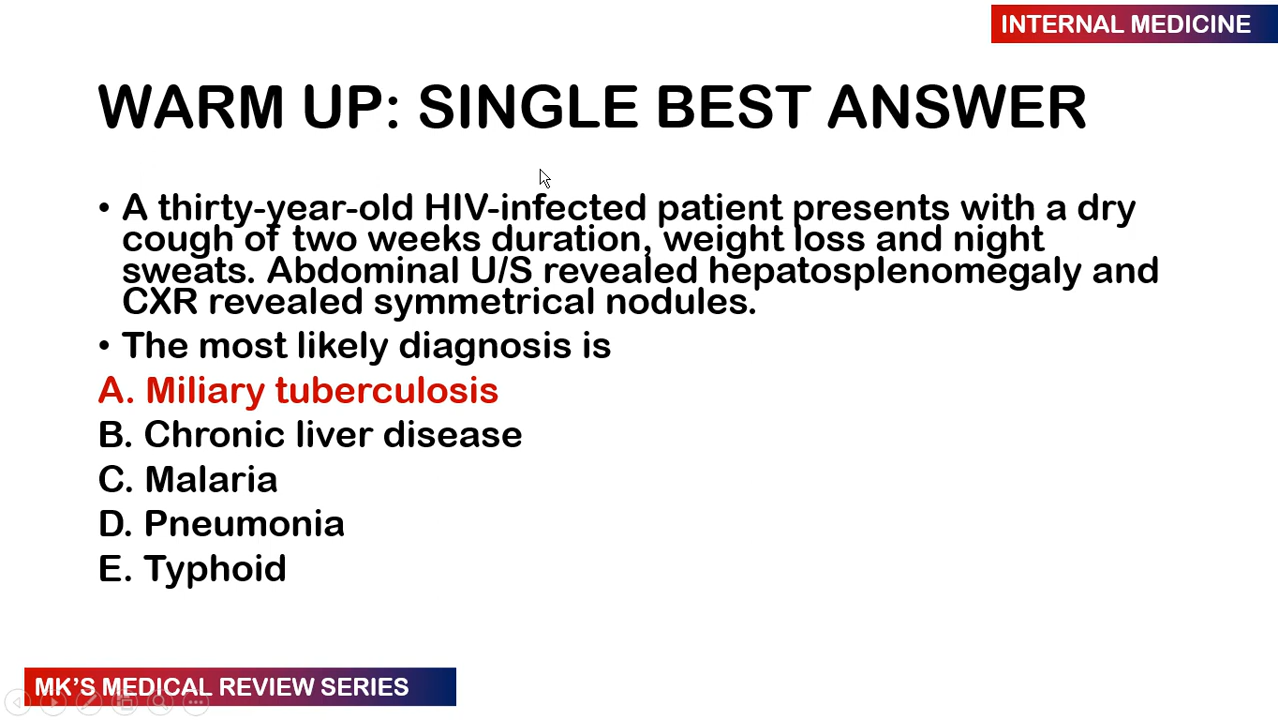 INTERNAL MEDICINE
WARM UP: SINGLE BEST ANSWER
• A thirty-year-old HIV-infected patient presents with a dry
cough of two weeks duration, weight loss and night
sweats. Abdominal U/S revealed hepatosplenomegaly and
CXR revealed symmetrical nodules.
• The most likely diagnosis is
A. Miliary tuberculosis
B. Chronic liver disease
C. Malaria
D. Pneumonia
E. Typhoid
MK’S MEDICAL REVIEW SERIES